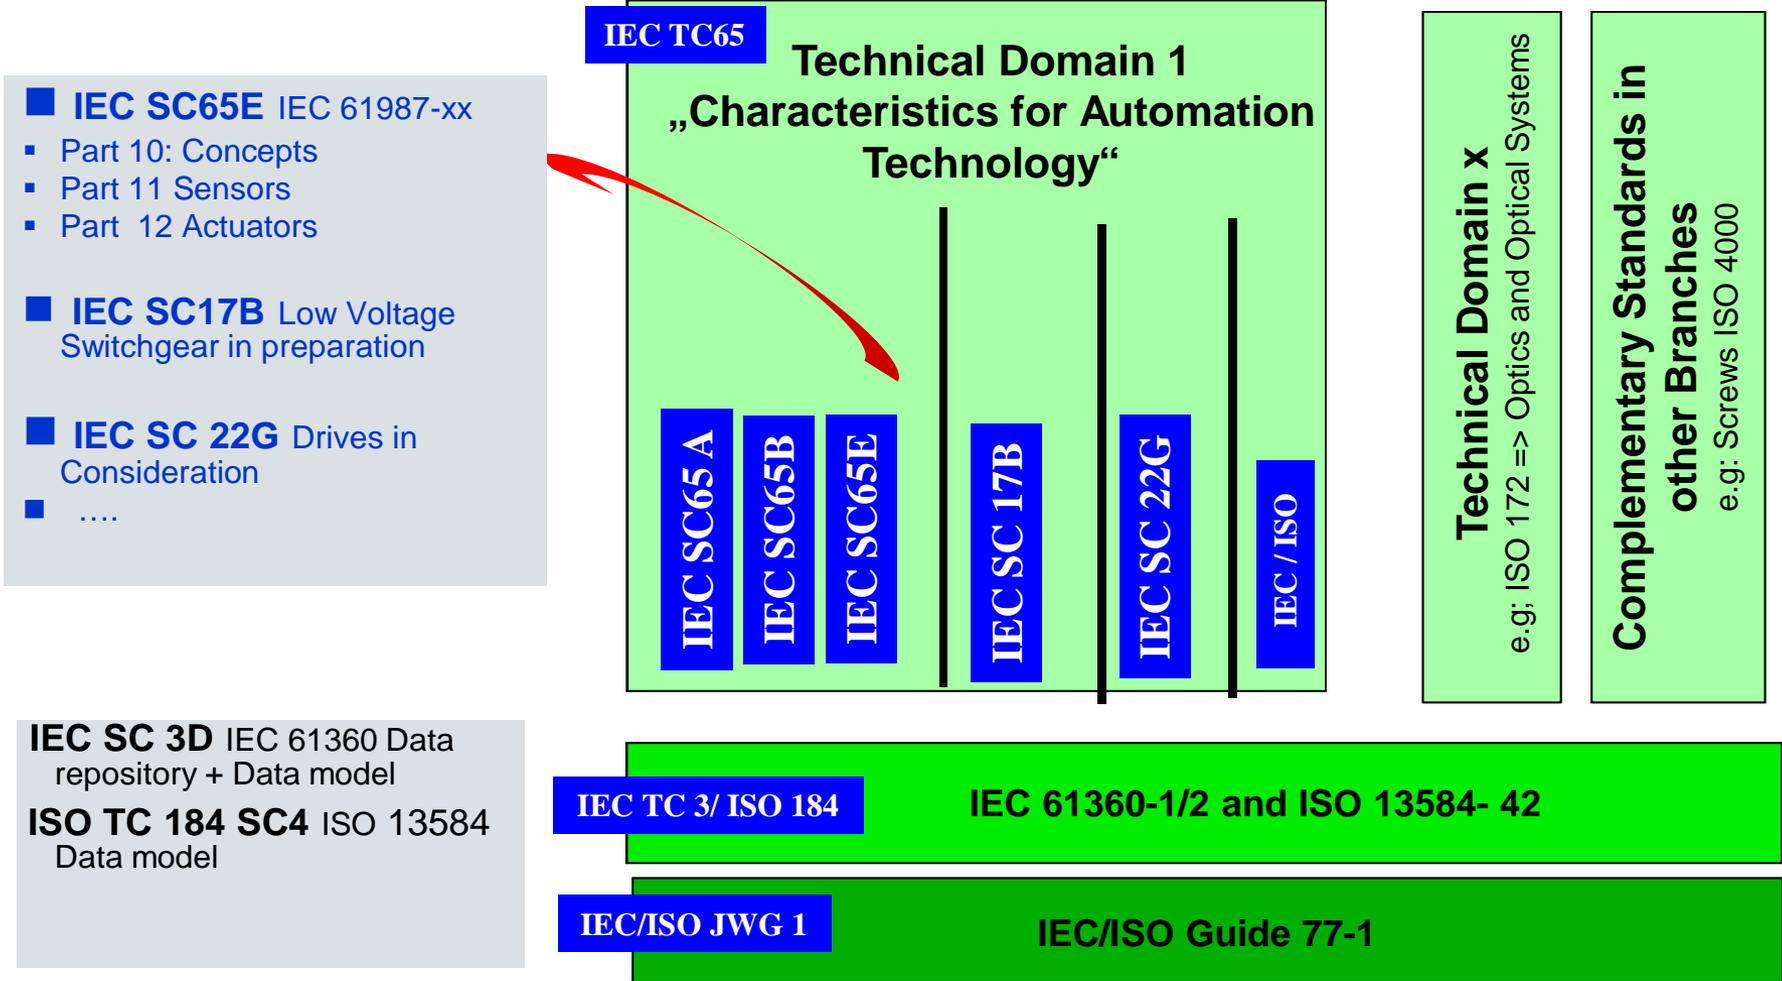 IEC TC65
Technical Domain 1
„Characteristics for Automation
Technology“
■ IEC SC65E IEC 61987-xx
▪ Part 10: Concepts
▪ Part 11 Sensors
▪ Part 12 Actuators
■ IEC SC17B Low Voltage
Switchgear in preparation
■ IEC SC 22G Drives in
Consideration
■ ....
IEC SC65 A
IEC SC65B
IEC SC65E
IEC SC 17B
IEC SC 22G
IEC / ISO
Technical Domain x
e.g; ISO 172 => Optics and Optical Systems
Complementary Standards in
other Branches
e.g: Screws ISO 4000
IEC SC 3D IEC 61360 Data
repository + Data model
ISO TC 184 SC4 ISO 13584
Data model
IEC TC 3/ ISO 184
IEC 61360-1/2 and ISO 13584- 42
IEC/ISO JWG 1
IEC/ISO Guide 77-1